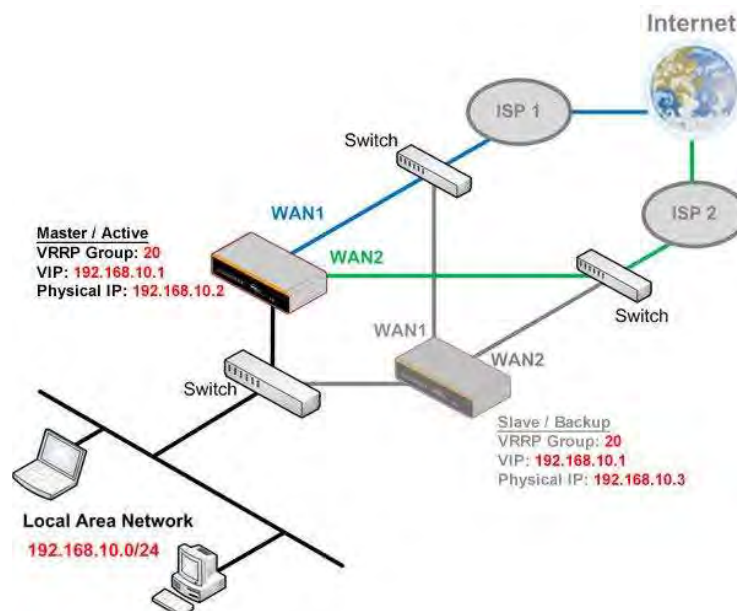 Internet
ISP 1
Switch
WAN1
Master / Active
VRRP Group: 20
VIP: 192.168.10.1
Physical IP: 192.168.10.2
WAN2
ISP 2
Switch
WAN1
WAN2
Switch
Slave / Backup
VRRP Group: 20
VIP: 192.168.10.1
Physical IP: 192.168.10.3
Local Area Network
192.168.10.0/24